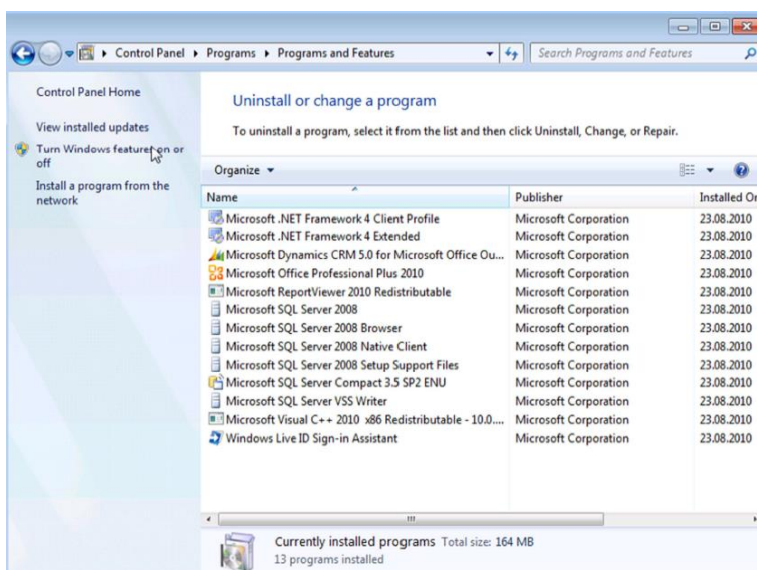 Control Panel ▸ Programs ▸ Programs and Features
Search Programs and Features
Control Panel Home
View installed updates
Turn Windows features on or
off
Install a program from the
network
Uninstall or change a program
To uninstall a program, select it from the list and then click Uninstall, Change, or Repair.
Organize
Name Publisher Installed On
Microsoft .NET Framework 4 Client Profile Microsoft Corporation 23.08.2010
Microsoft .NET Framework 4 Extended Microsoft Corporation 23.08.2010
Microsoft Dynamics CRM 5.0 for Microsoft Office Ou... Microsoft Corporation 23.08.2010
Microsoft Office Professional Plus 2010 Microsoft Corporation 23.08.2010
Microsoft ReportViewer 2010 Redistributable Microsoft Corporation 23.08.2010
Microsoft SQL Server 2008 Microsoft Corporation 23.08.2010
Microsoft SQL Server 2008 Browser Microsoft Corporation 23.08.2010
Microsoft SQL Server 2008 Native Client Microsoft Corporation 23.08.2010
Microsoft SQL Server 2008 Setup Support Files Microsoft Corporation 23.08.2010
Microsoft SQL Server Compact 3.5 SP2 ENU Microsoft Corporation 23.08.2010
Microsoft SQL Server VSS Writer Microsoft Corporation 23.08.2010
Microsoft Visual C++ 2010 x86 Redistributable - 10.0.... Microsoft Corporation 23.08.2010
Windows Live ID Sign-in Assistant Microsoft Corporation 23.08.2010
Currently installed programs Total size: 164 MB
13 programs installed